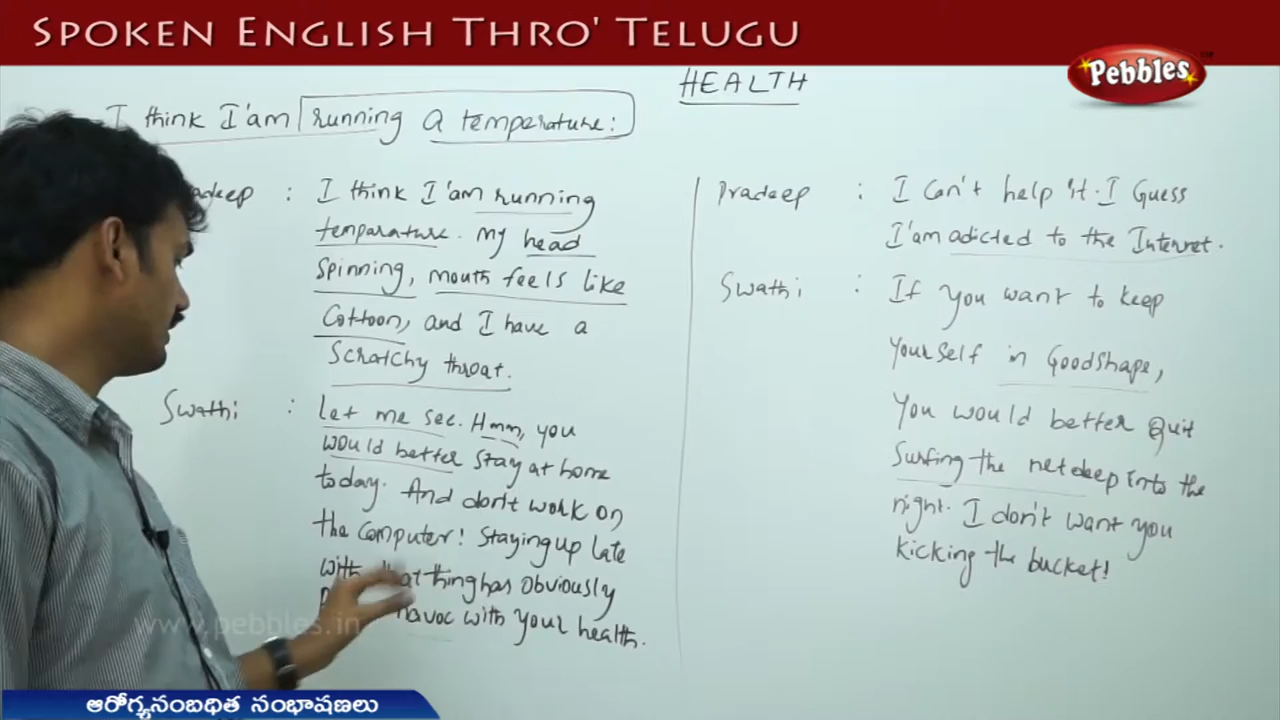 SPOKEN ENGLISH THRO' TELUGU
Pebbles™
HEALTH
I think I'am running a temperature:
Pradeep : I think I'am running
temparature. My head
spinning, mouth feels like
Cottoon, and I have a
Scratchy throat.
Swathi : Let me see. Hmm, you
would better stay at home
today. And don't work on
the computer! Staying up late
with that thing has obviously
havoc with your health.
Pradeep : I can't help it. I Guess
I'am adicted to the Internet.
Swathi : If you want to keep
yourself in Goodshape,
You would better Quit
Surfing the net deep into the
night. I don't want you
kicking the bucket!
www.pebbles.in
ఆరోగ్యసంబధిత సంభాషణలు